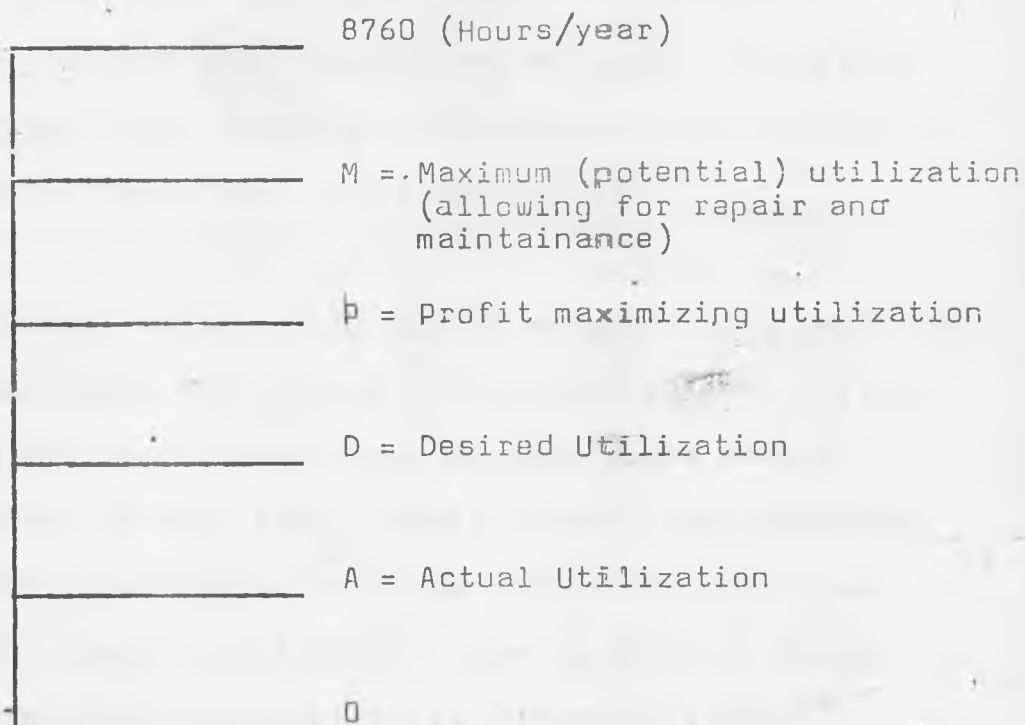 8760 (Hours/year)
M = Maximum (potential) utilization
(allowing for repair and
maintainance)
P = Profit maximizing utilization
D = Desired Utilization
A = Actual Utilization
0